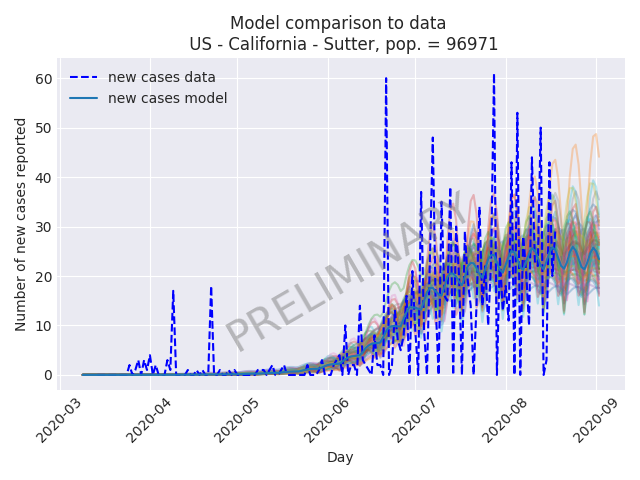 Model comparison to data
US - California - Sutter, pop. = 96971
new cases data
new cases model
Number of new cases reported
60
50
40
30
20
10
0
PRELIMINARY
2020-03
2020-04
2020-05
2020-06
2020-07
2020-08
2020-09
Day